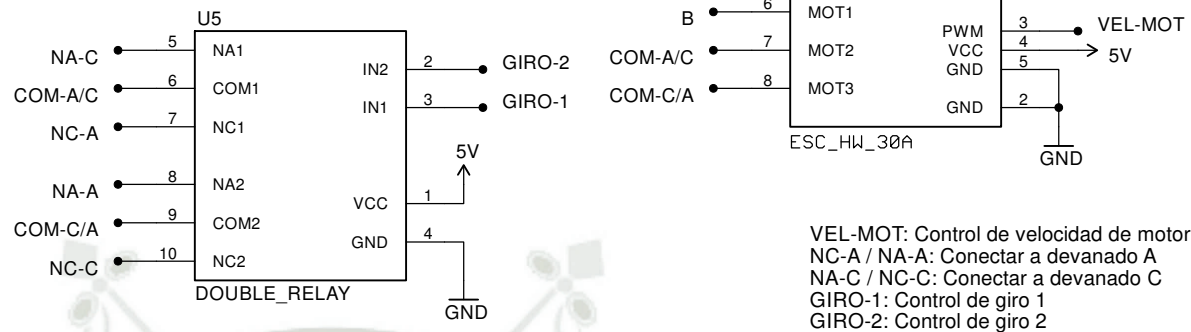 U5
NA-C 5 NA1
COM-A/C 6 COM1
NC-A 7 NC1
NA-A 8 NA2
COM-C/A 9 COM2
NC-C 10 NC2
IN2 2 GIRO-2
IN1 3 GIRO-1
5V
VCC 1
GND 4
DOUBLE_RELAY
GND
B 6 MOT1
COM-A/C 7 MOT2
COM-C/A 8 MOT3
PWM 3 VEL-MOT
VCC 4 5V
GND 5
GND 2
ESC_HW_30A
GND
VEL-MOT: Control de velocidad de motor
NC-A / NA-A: Conectar a devanado A
NA-C / NC-C: Conectar a devanado C
GIRO-1: Control de giro 1
GIRO-2: Control de giro 2